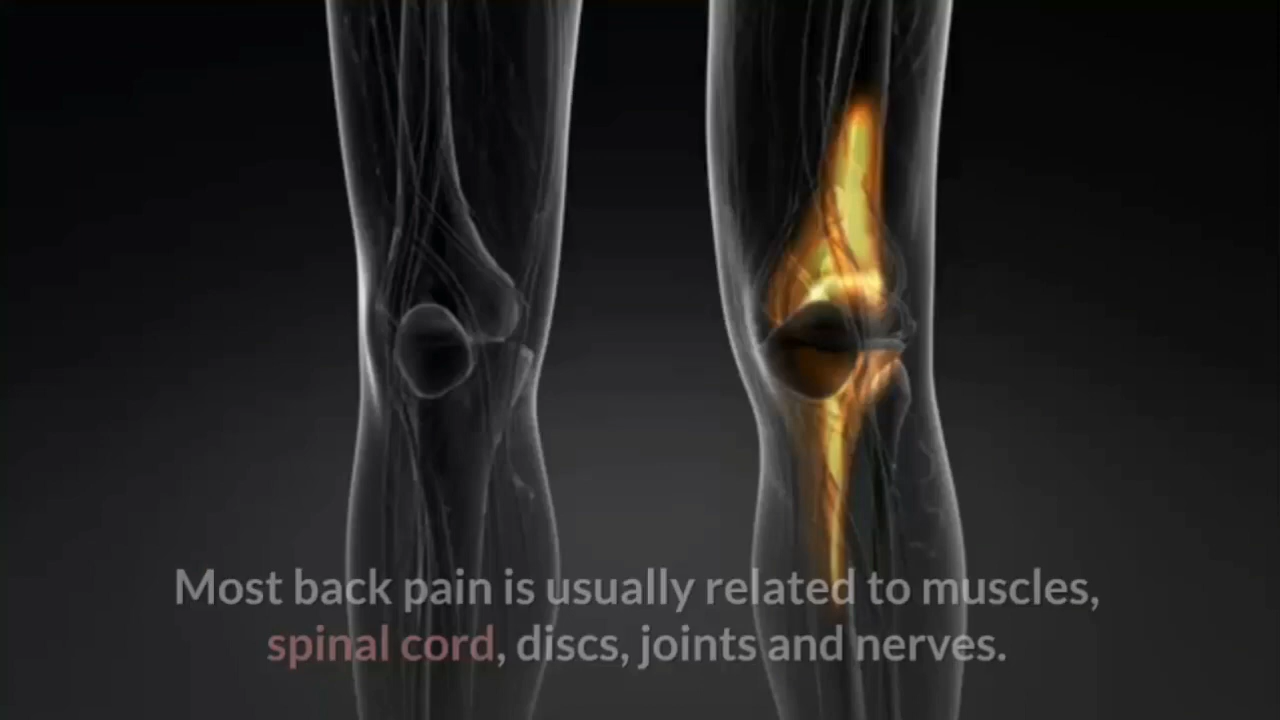 Most back pain is usually related to muscles,
spinal cord, discs, joints and nerves.